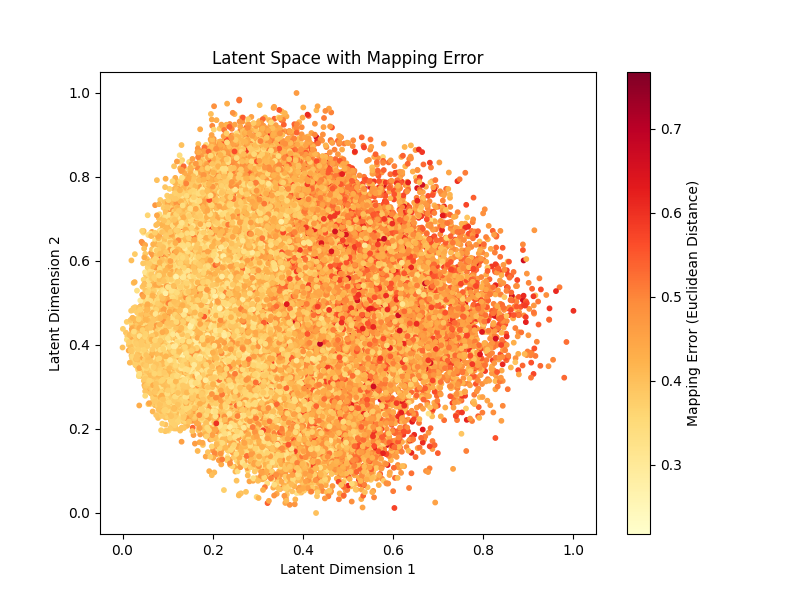 Latent Space with Mapping Error
1.0
0.8
0.6
0.4
0.2
0.0
Latent Dimension 2
0.0 0.2 0.4 0.6 0.8 1.0
Latent Dimension 1
0.7
0.6
0.5
0.4
0.3
Mapping Error (Euclidean Distance)